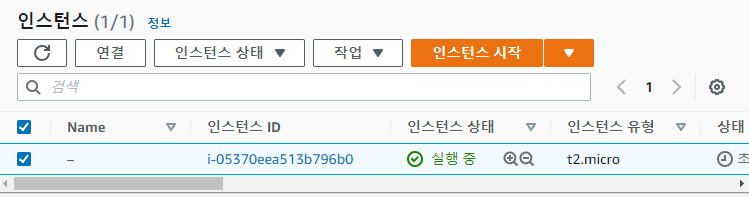 인스턴스 (1/1) 정보
연결 인스턴스 상태 작업 인스턴스 시작
검색 1
Name 인스턴스 ID 인스턴스 상태 인스턴스 유형 상태
– i-05370eea513b796b0 실행 중 t2.micro 초